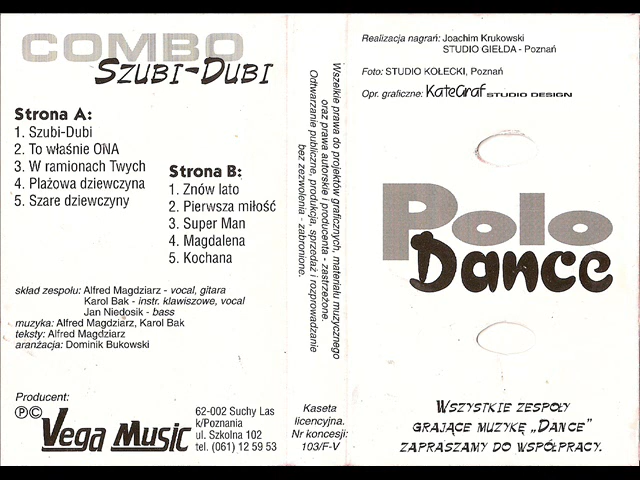 COMBO
SZUBI-DUBI
Strona A:
1. Szubi-Dubi
2. To właśnie ONA
3. W ramionach Twych
4. Plażowa dziewczyna
5. Szare dziewczyny
Strona B:
1. Znów lato
2. Pierwsza miłość
3. Super Man
4. Magdalena
5. Kochana
skład zespołu: Alfred Magdziarz - vocal, gitara
Karol Bak - instr. klawiszowe, vocal
Jan Niedosik - bass
muzyka: Alfred Magdziarz, Karol Bak
teksty: Alfred Magdziarz
aranżacja: Dominik Bukowski
Producent:
Ⓟ©
Vega Music
62-002 Suchy Las
k/Poznania
ul. Szkolna 102
tel. (061) 12 59 53
Wszelkie prawa do projektów graficznych, materiału muzycznego
oraz prawa autorskie i producenta - zastrzeżone.
Odtwarzanie publiczne, produkcja, sprzedaż i rozprowadzanie
bez zezwolenia - zabronione.
Kaseta
licencyjna.
Nr koncesji:
103/F-V
Realizacja nagrań: Joachim Krukowski
STUDIO GIEŁDA - Poznań
Foto: STUDIO KOŁECKI, Poznań
Opr. graficzne: KateGraf STUDIO DESIGN
Polo
Dance
WSZYSTKIE ZESPOŁY
GRAJĄCE MUZYKĘ „DANCE”
ZAPRASZAMY DO WSPÓŁPRACY.